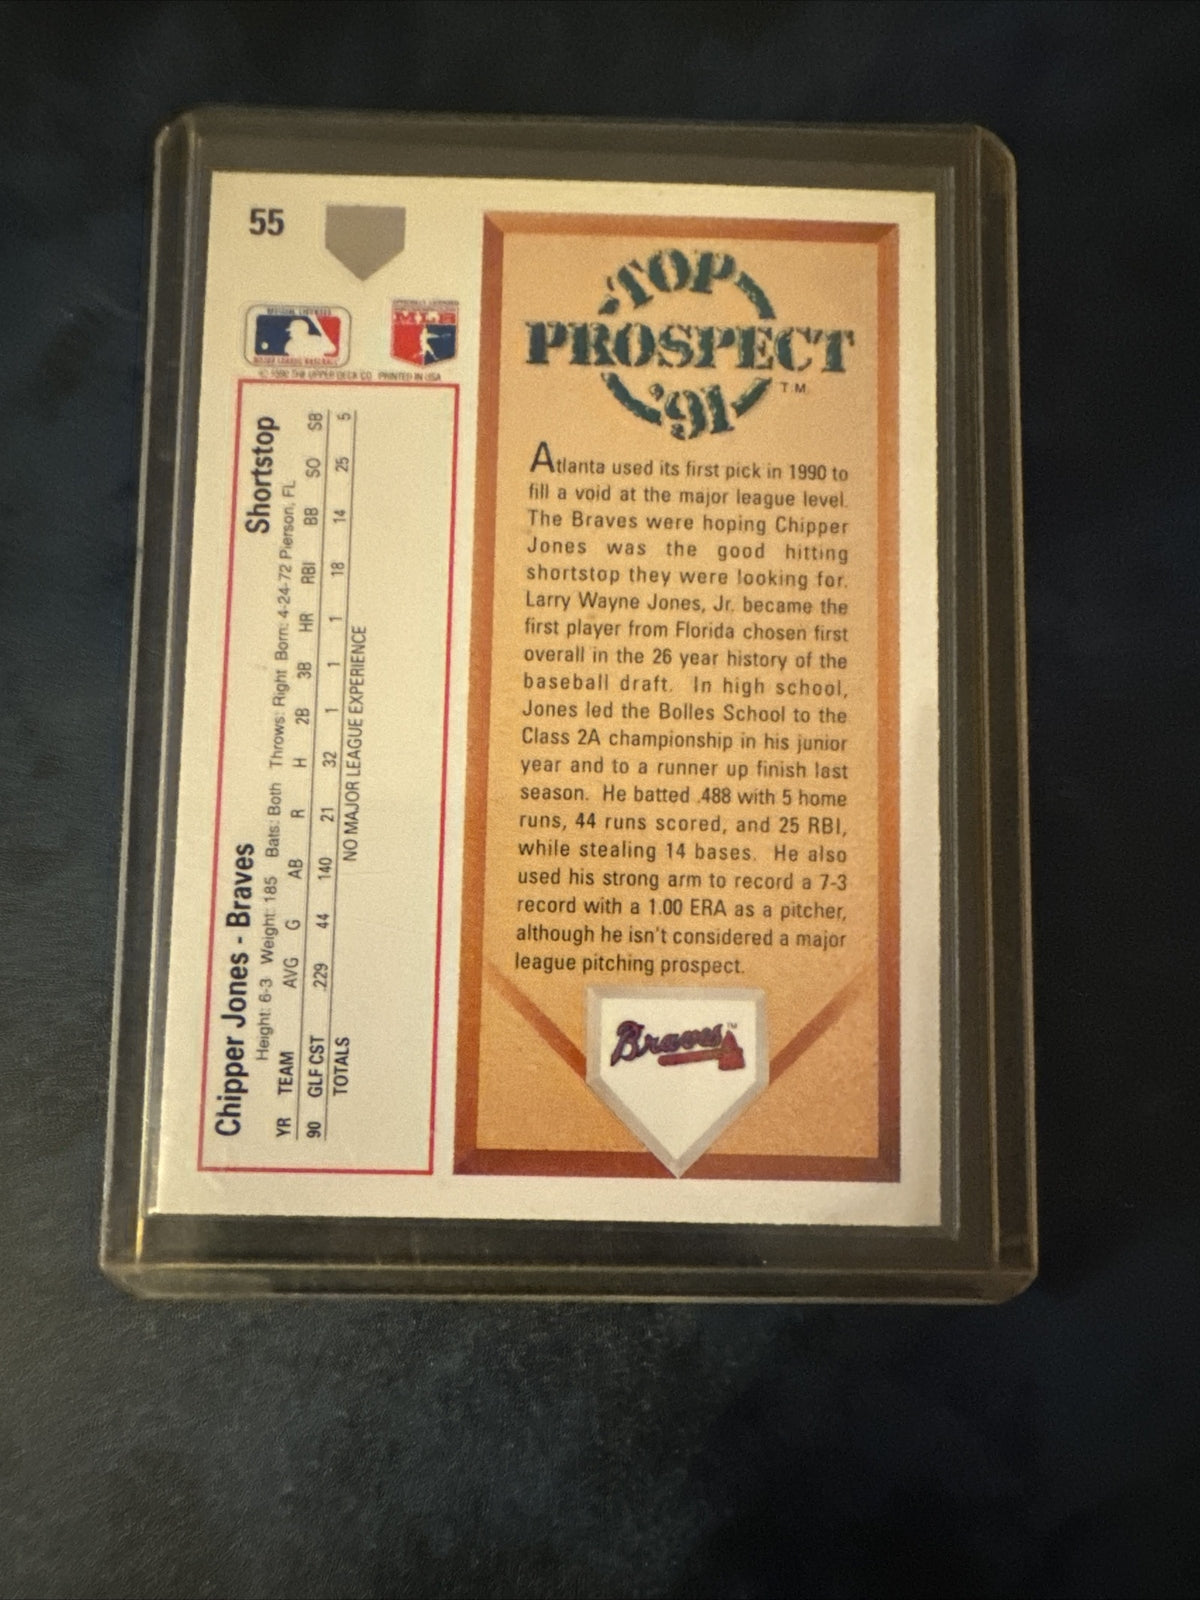 55
OFFICIAL LICENSEE
MAJOR LEAGUE BASEBALL
MLB
© 1990 THE UPPER DECK CO. PRINTED IN USA
Chipper Jones - Braves Shortstop
Height: 6-3 Weight: 185 Bats: Both Throws: Right Born: 4-24-72 Pierson, FL
YR TEAM AVG G AB R H 2B 3B HR RBI BB SO SB
90 GLF CST .229 44 140 21 32 1 1 1 18 14 25 5
TOTALS
NO MAJOR LEAGUE EXPERIENCE
TOP
PROSPECT
'91 T.M.
Atlanta used its first pick in 1990 to
fill a void at the major league level.
The Braves were hoping Chipper
Jones was the good hitting
shortstop they were looking for.
Larry Wayne Jones, Jr. became the
first player from Florida chosen first
overall in the 26 year history of the
baseball draft. In high school,
Jones led the Bolles School to the
Class 2A championship in his junior
year and to a runner up finish last
season. He batted .488 with 5 home
runs, 44 runs scored, and 25 RBI,
while stealing 14 bases. He also
used his strong arm to record a 7-3
record with a 1.00 ERA as a pitcher,
although he isn't considered a major
league pitching prospect.
Braves™